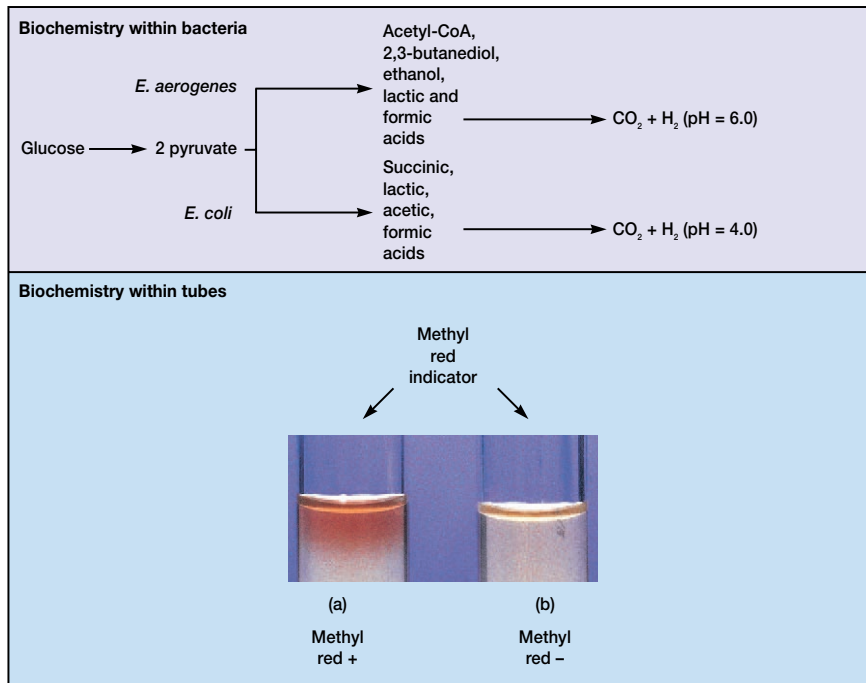 Biochemistry within bacteria
Acetyl-CoA,
2,3-butanediol,
ethanol,
lactic and
formic
acids
E. aerogenes
CO₂ + H₂ (pH = 6.0)
Glucose
2 pyruvate
Succinic,
lactic,
acetic,
formic
acids
E. coli
CO₂ + H₂ (pH = 4.0)
Biochemistry within tubes
Methyl
red
indicator
(a)
Methyl
red +
(b)
Methyl
red –